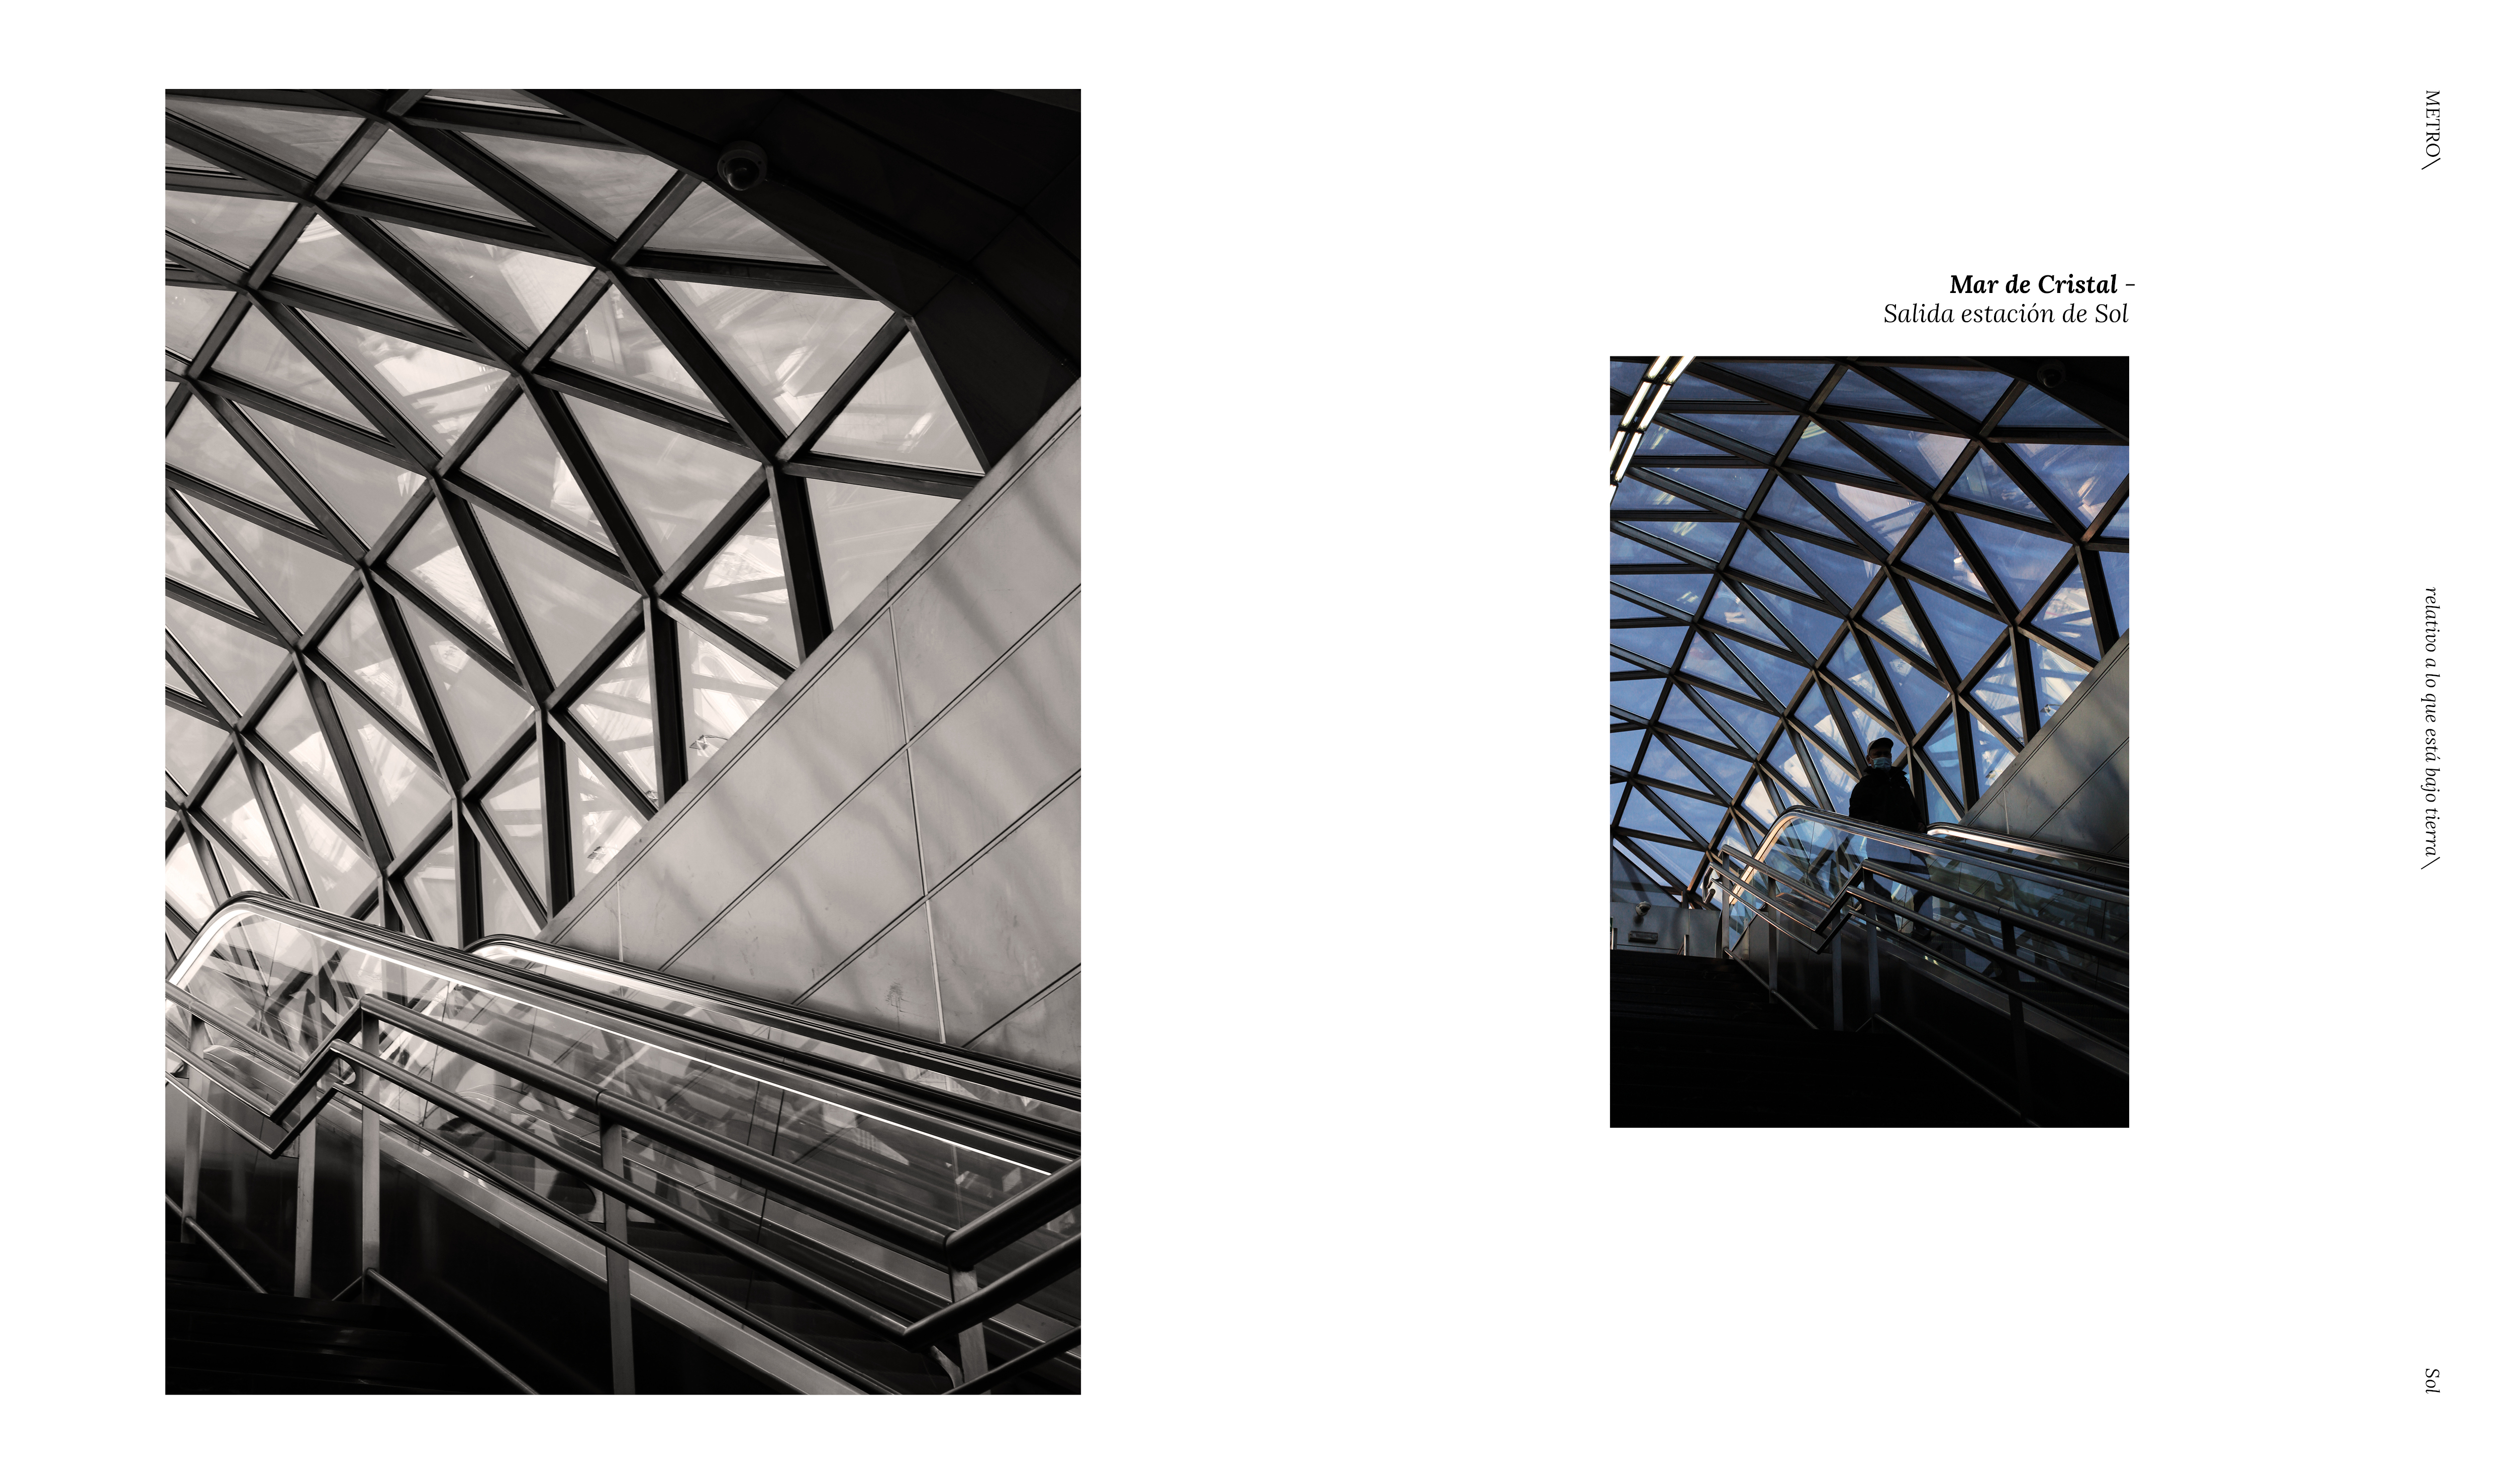 METRO\
Mar de Cristal –
Salida estación de Sol
relativo a lo que está bajo tierra\
Sol